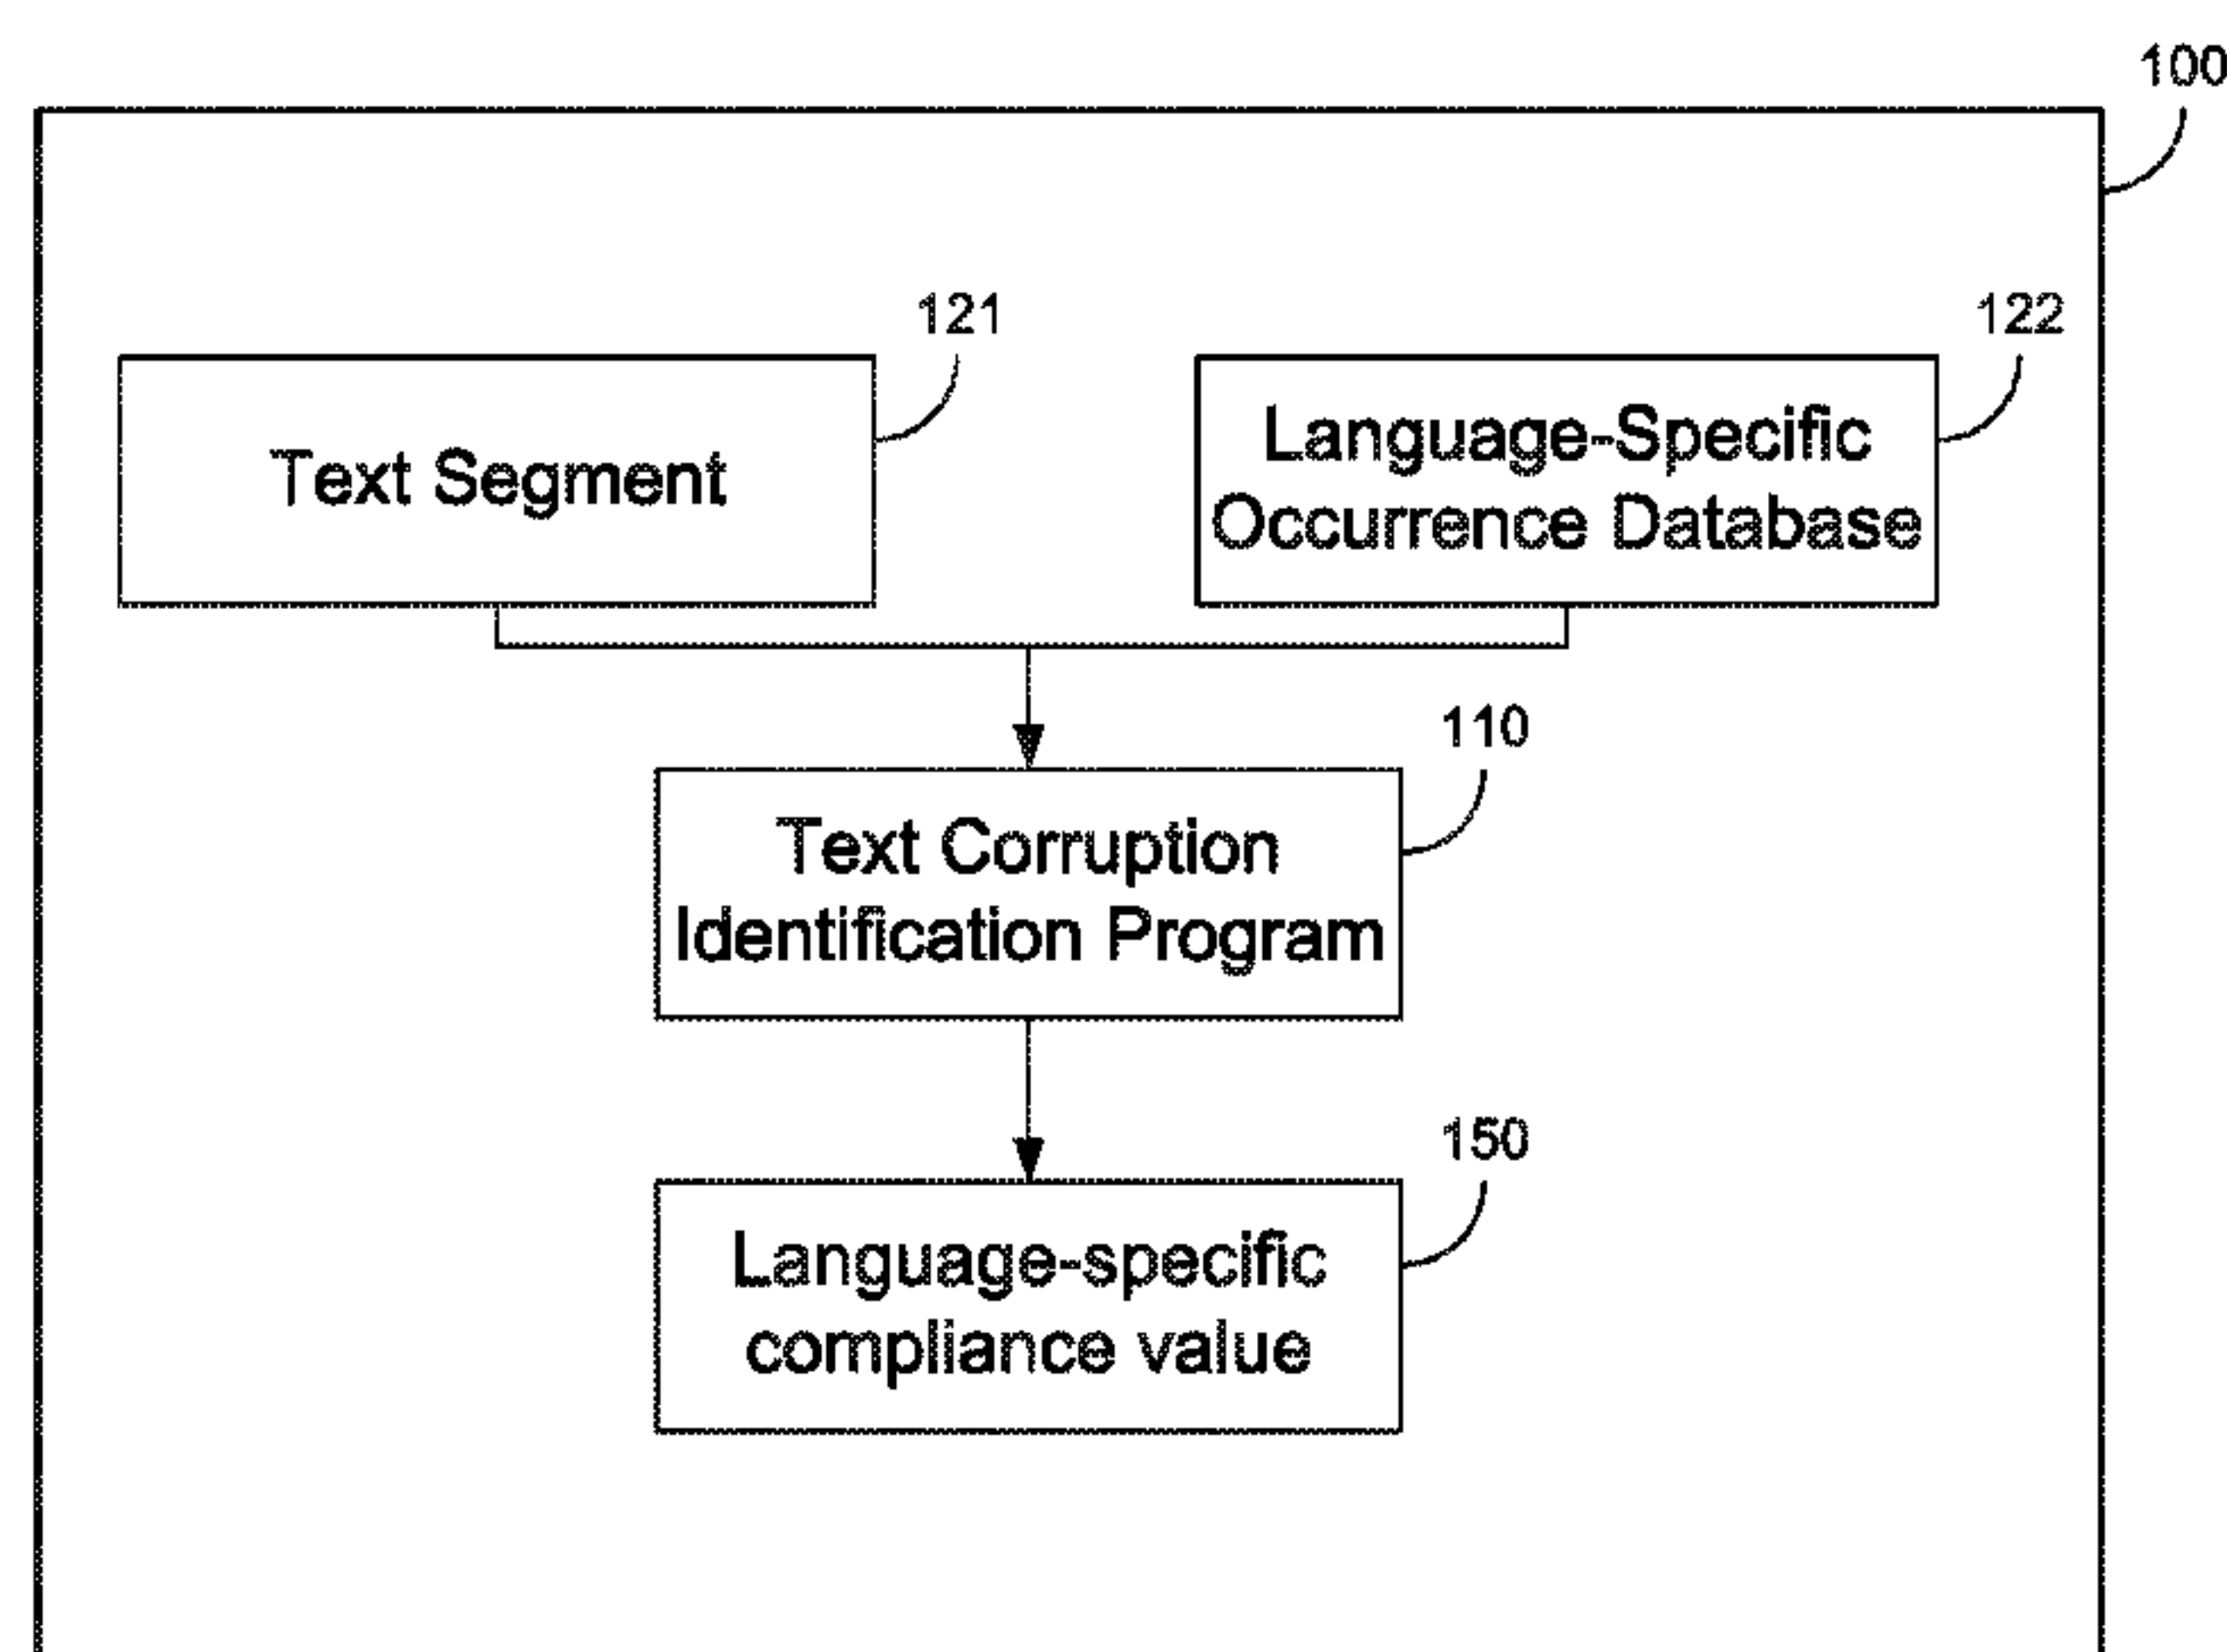 100
121
122
Text Segment
Language-Specific
Occurrence Database
110
Text Corruption
Identification Program
150
Language-specific
compliance value